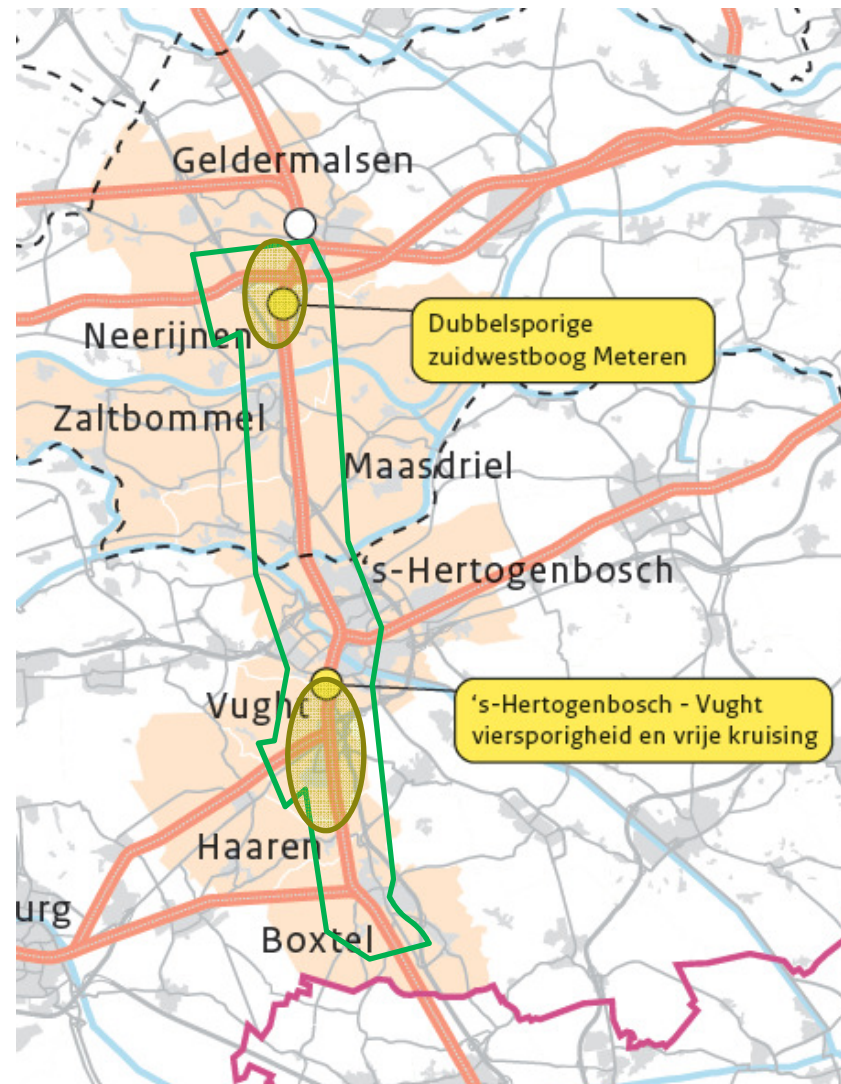 Geldermalsen
Dubbelsporige
zuidwestboog Meteren
Neerijnen
Zaltbommel
Maasdriel
's-Hertogenbosch
's-Hertogenbosch - Vught
viersporigheid en vrije kruising
Vught
Haaren
urg
Boxtel